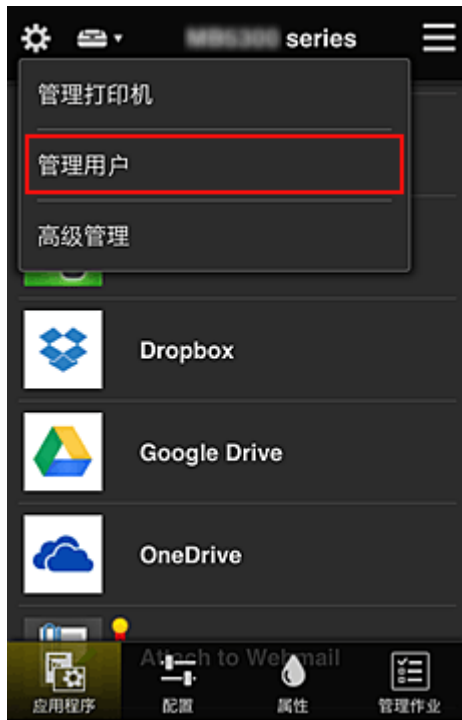 series
管理打印机
管理用户
高级管理
Dropbox
Google Drive
OneDrive
Attach to Webmail
应用程序
配置
属性
管理作业